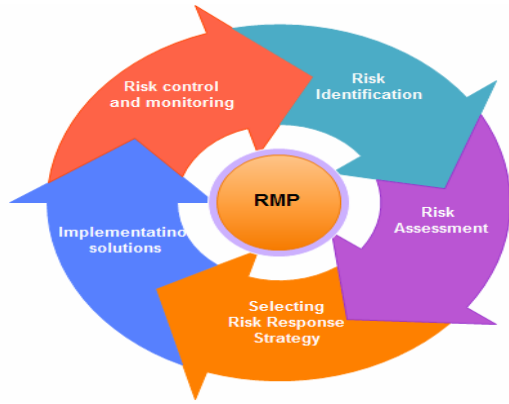 Risk control
and monitoring
Risk
Identification
RMP
Risk
Assessment
Implementatino
solutions
Selecting
Risk Response
Strategy